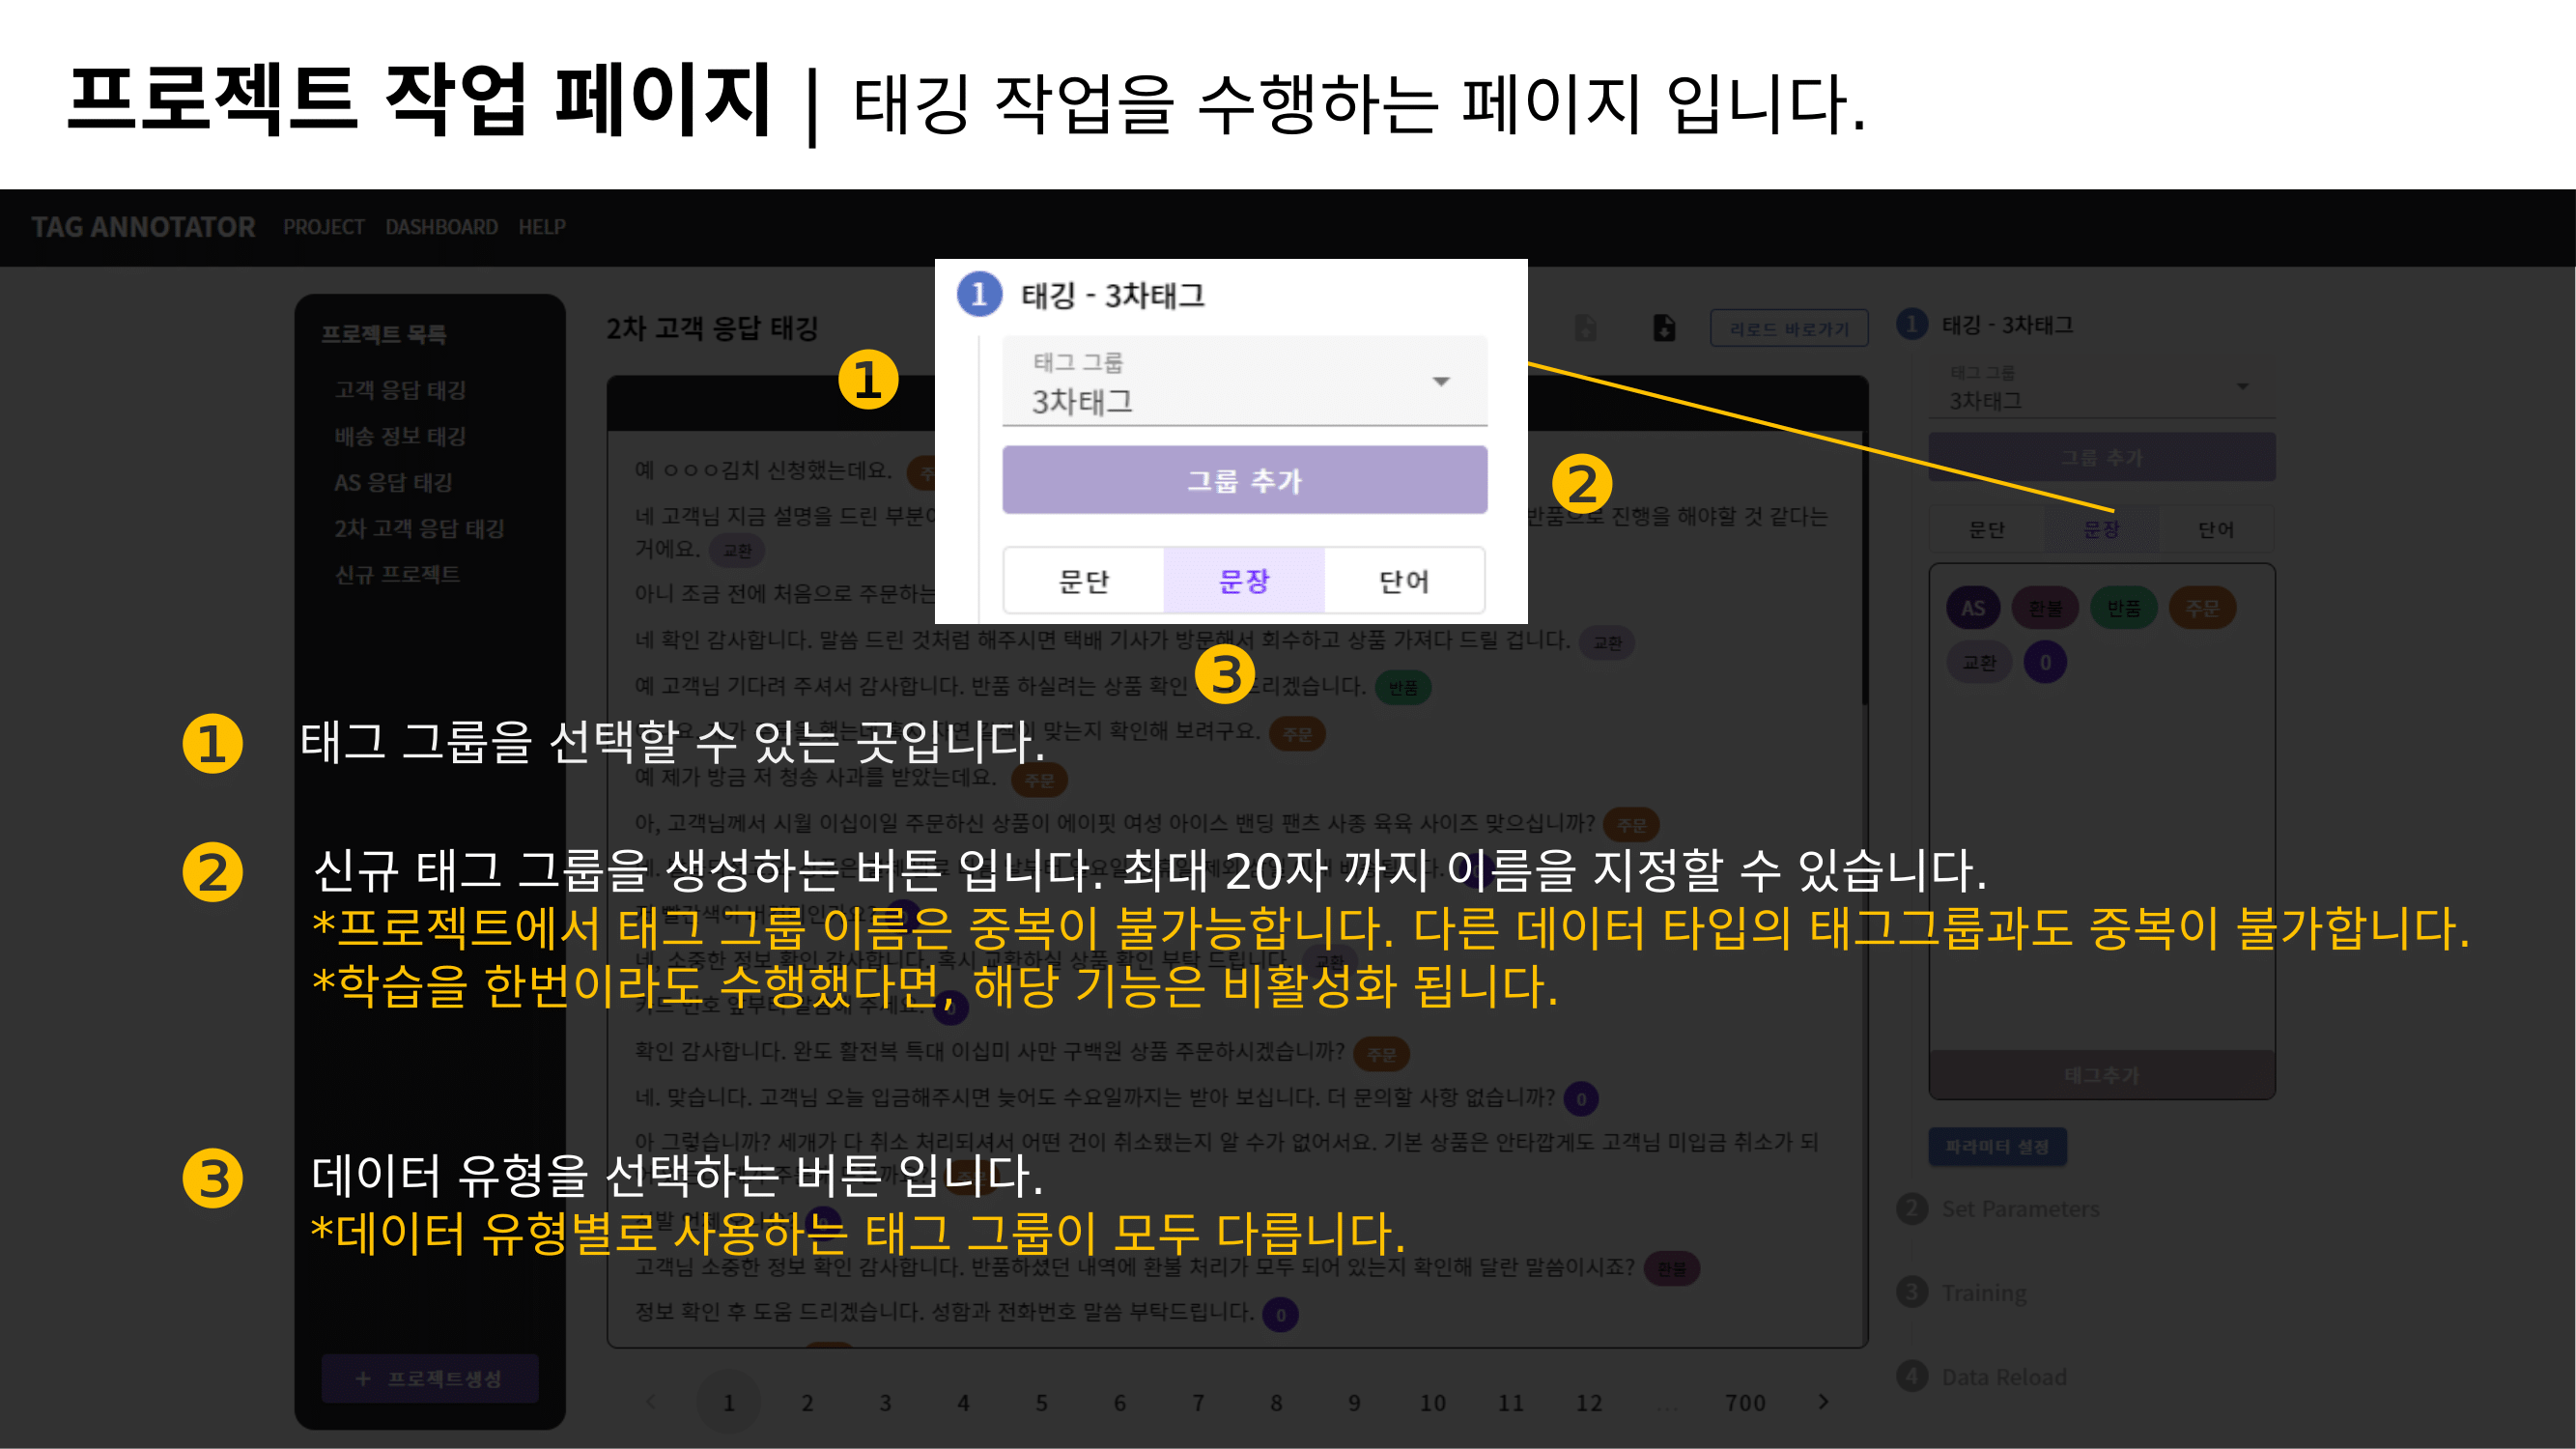 프로젝트 작업 페이지 | 태깅 작업을 수행하는 페이지 입니다.
TAG ANNOTATOR PROJECT DASHBOARD HELP
프로젝트 목록
고객 응답 태깅
배송 정보 태깅
AS 응답 태깅
2차 고객 응답 태깅
신규 프로젝트
+ 프로젝트생성
2차 고객 응답 태깅
리로드 바로가기
1 태깅 - 3차태그
태그 그룹
3차태그
그룹 추가
문단 문장 단어
1
2
3
예 ㅇㅇㅇ김치 신청했는데요.
네 고객님 지금 설명을 드린 반품으로 진행을 해야할 것 같다는
거에요. 교환
아니 조금 전에 처음으로
네 확인 감사합니다. 말씀 드린 것처럼 해주시면 택배 기사가 방문해서 회수하고 상품 가져다 드릴 겁니다. 교환
예 고객님 기다려 주셔서 감사합니다. 반품 하실려는 상품 확인 반품
맞는지 확인해 보려구요. 주문
예 제가 방금 저 청송 사과를 받았는데요. 주문
아, 고객님께서 시월 이십이일 주문하신 상품이 에이핏 여성 아이스 밴딩 팬츠 사종 육육 사이즈 맞으십니까? 주문
확인 감사합니다. 완도 활전복 특대 이십미 사만 구백원 상품 주문하시겠습니까? 주문
네. 맞습니다. 고객님 오늘 입금해주시면 늦어도 수요일까지는 받아 보십니다. 더 문의할 사항 없습니까? 0
아 그렇습니까? 세개가 다 취소 처리되셔서 어떤 건이 취소됐는지 알 수가 없어서요. 기본 상품은 안타깝게도 고객님 미입금 취소가 되
고객님 소중한 정보 확인 감사합니다. 반품하셨던 내역에 환불 처리가 모두 되어 있는지 확인해 달란 말씀이시죠? 환불
정보 확인 후 도움 드리겠습니다. 성함과 전화번호 말씀 부탁드립니다. 0
1 2 3 4 5 6 7 8 9 10 11 12 ... 700
1 태그 그룹을 선택할 수 있는 곳입니다.
2 신규 태그 그룹을 생성하는 버튼 입니다. 최대 20자 까지 이름을 지정할 수 있습니다.
*프로젝트에서 태그 그룹 이름은 중복이 불가능합니다. 다른 데이터 타입의 태그그룹과도 중복이 불가합니다.
*학습을 한번이라도 수행했다면, 해당 기능은 비활성화 됩니다.
3 데이터 유형을 선택하는 버튼 입니다.
*데이터 유형별로 사용하는 태그 그룹이 모두 다릅니다.
1 태깅 - 3차태그
태그 그룹
3차태그
그룹 추가
문단 문장 단어
AS 환불 반품 주문
교환 0
태그추가
파라미터 설정
2 Set Parameters
3 Training
4 Data Reload